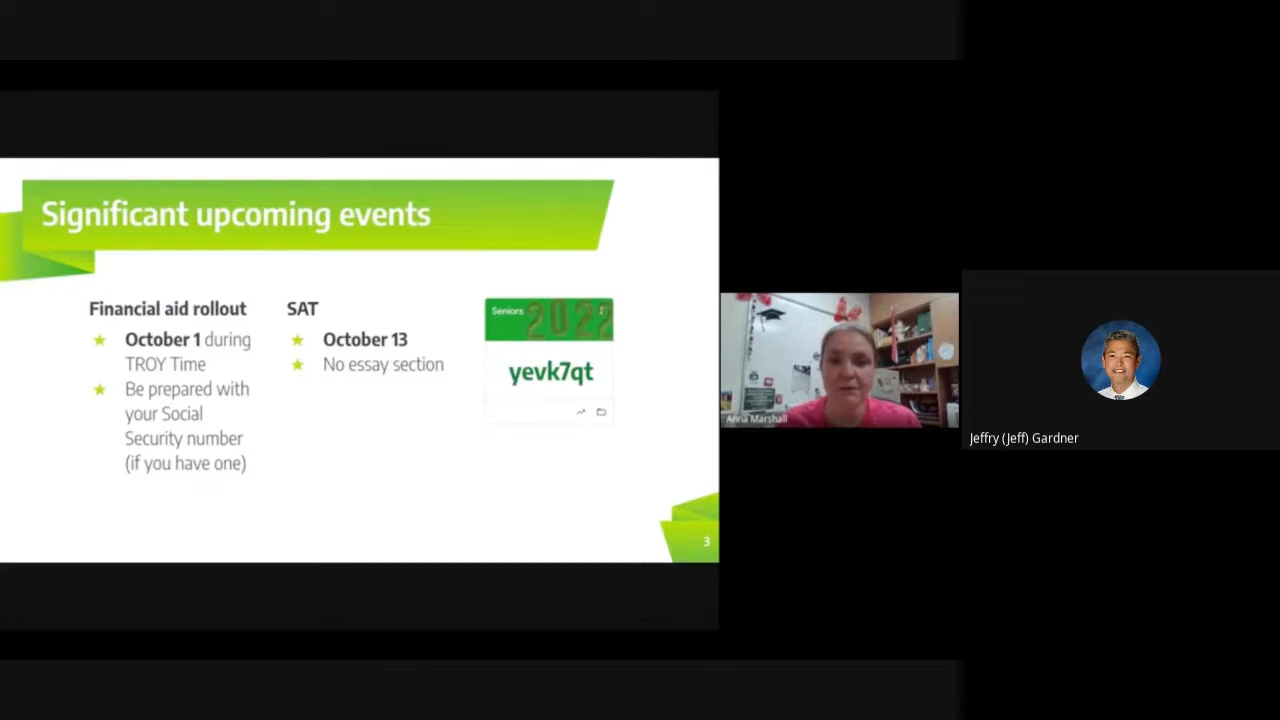 Significant upcoming events
Financial aid rollout
★ October 1 during
TROY Time
★ Be prepared with
your Social
Security number
(if you have one)
SAT
★ October 13
★ No essay section
Seniors 2022
yevk7qt
3
Anna Marshall
Jeffry (Jeff) Gardner